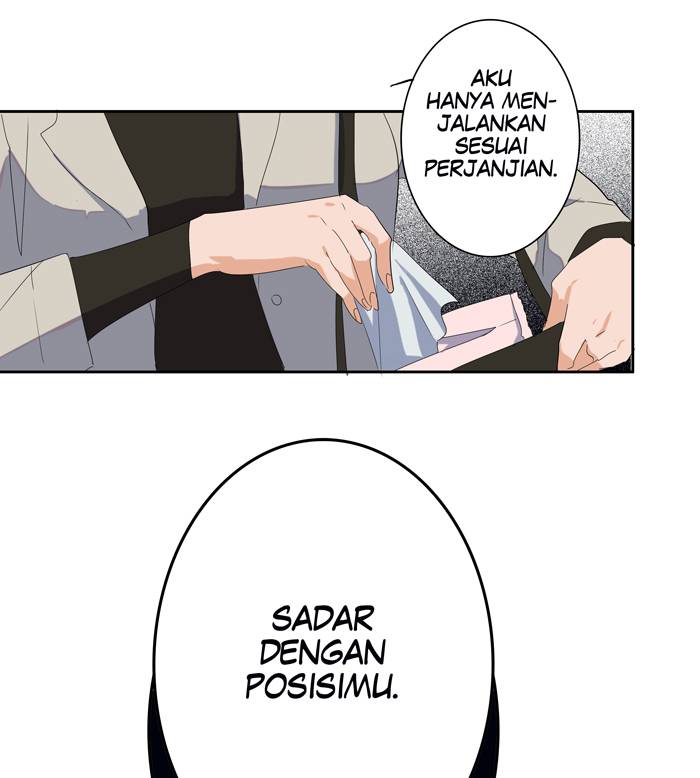 AKU
HANYA MEN-
JALANKAN
SESUAI
PERJANJIAN.
SADAR
DENGAN
POSISIMU.